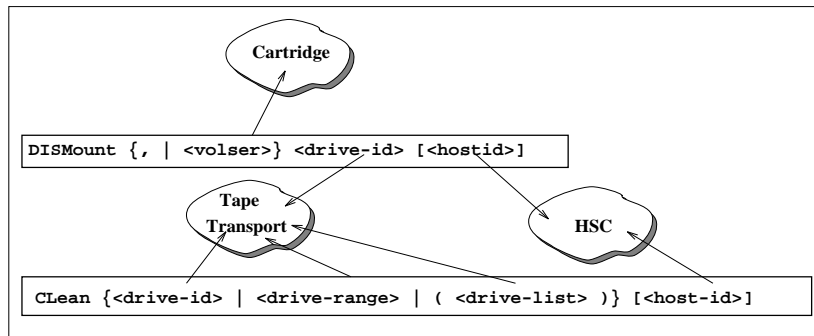 Cartridge
DISMount {, | <volser>} <drive-id> [<hostid>]
Tape
Transport
HSC
CLean {<drive-id> | <drive-range> | ( <drive-list> )} [<host-id>]